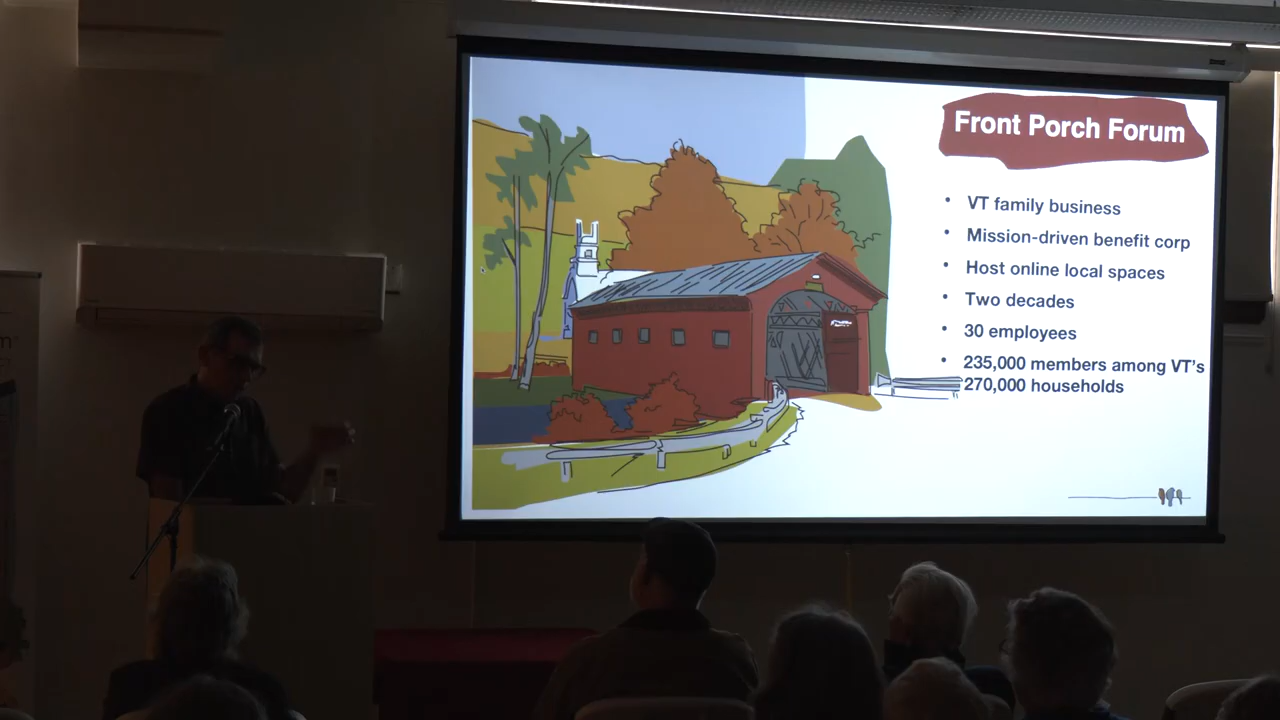 Front Porch Forum
• VT family business
• Mission-driven benefit corp
• Host online local spaces
• Two decades
• 30 employees
• 235,000 members among VT's
270,000 households